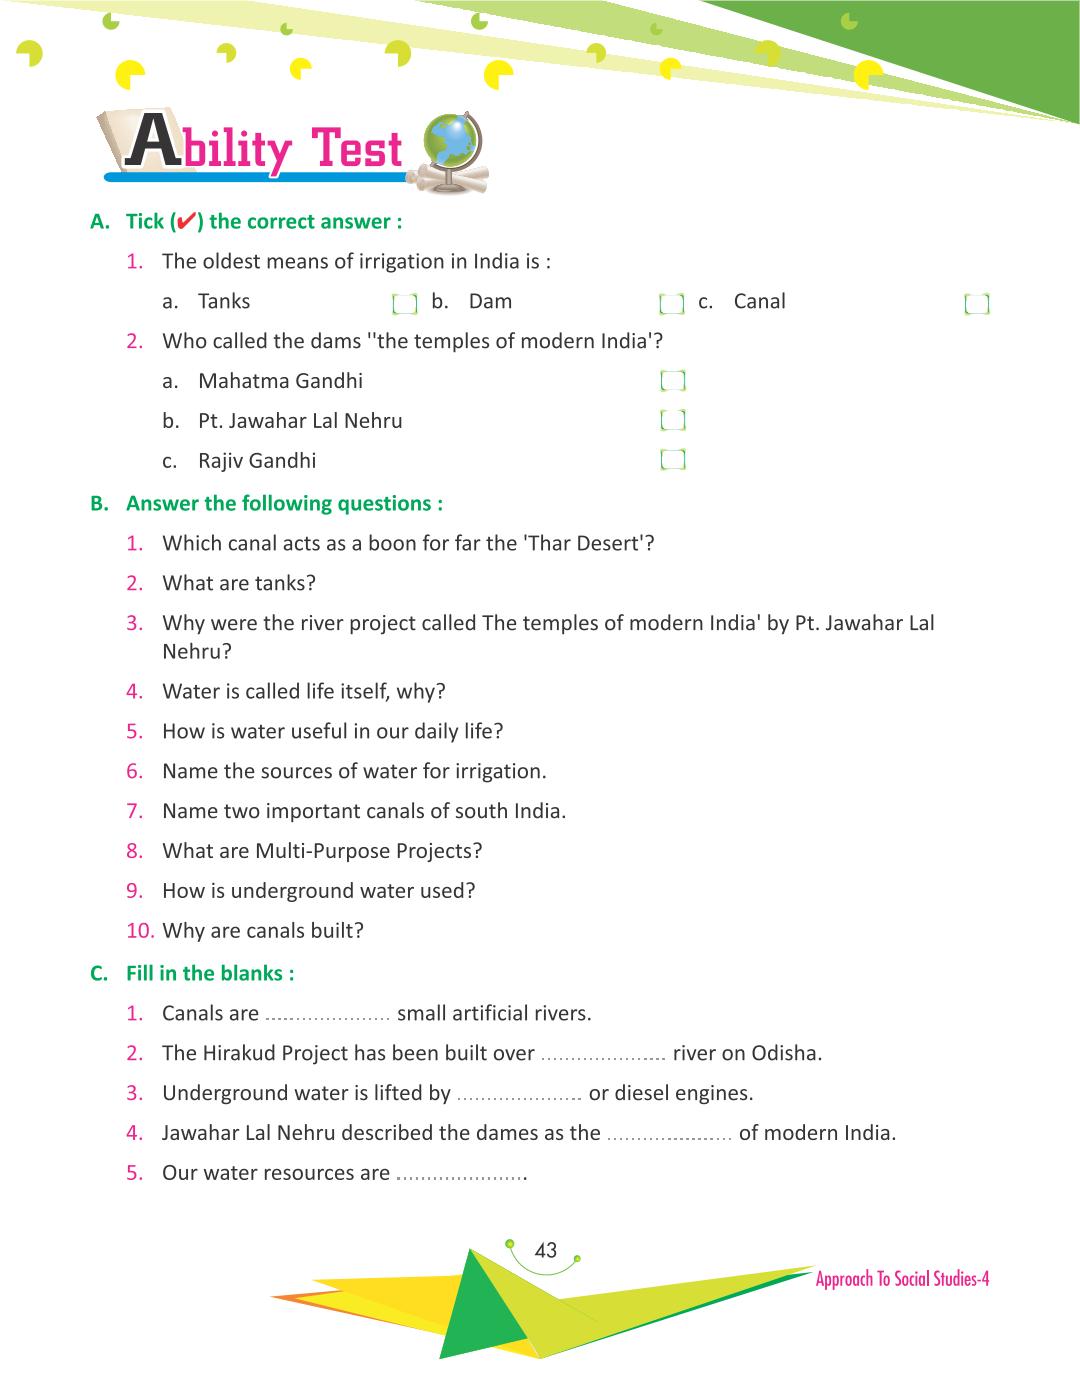 Ability Test
A. Tick (✔) the correct answer :
1. The oldest means of irrigation in India is :
a. Tanks b. Dam c. Canal
2. Who called the dams ''the temples of modern India'?
a. Mahatma Gandhi
b. Pt. Jawahar Lal Nehru
c. Rajiv Gandhi
B. Answer the following questions :
1. Which canal acts as a boon for far the 'Thar Desert'?
2. What are tanks?
3. Why were the river project called The temples of modern India' by Pt. Jawahar Lal
Nehru?
4. Water is called life itself, why?
5. How is water useful in our daily life?
6. Name the sources of water for irrigation.
7. Name two important canals of south India.
8. What are Multi-Purpose Projects?
9. How is underground water used?
10. Why are canals built?
C. Fill in the blanks :
1. Canals are ..................... small artificial rivers.
2. The Hirakud Project has been built over ..................... river on Odisha.
3. Underground water is lifted by ..................... or diesel engines.
4. Jawahar Lal Nehru described the dames as the ..................... of modern India.
5. Our water resources are ......................
43
Approach To Social Studies-4